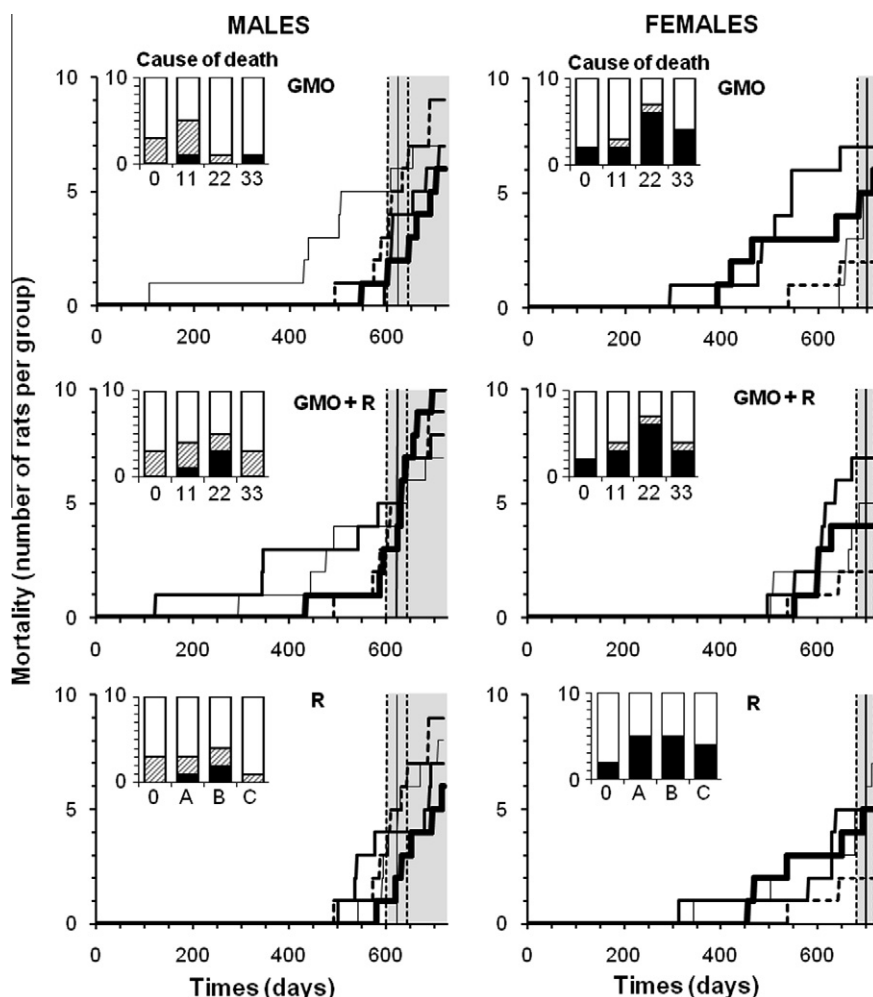 MALES
FEMALES
Mortality (number of rats per group)
Cause of death
GMO
10
0
0 11 22 33
10
5
0
0 200 400 600
Cause of death
GMO
10
0
0 11 22 33
10
5
0
0 200 400 600
GMO + R
10
0
0 11 22 33
10
5
0
0 200 400 600
GMO + R
10
0
0 11 22 33
10
5
0
0 200 400 600
R
10
0
0 A B C
10
5
0
0 200 400 600
Times (days)
R
10
0
0 A B C
10
5
0
0 200 400 600
Times (days)